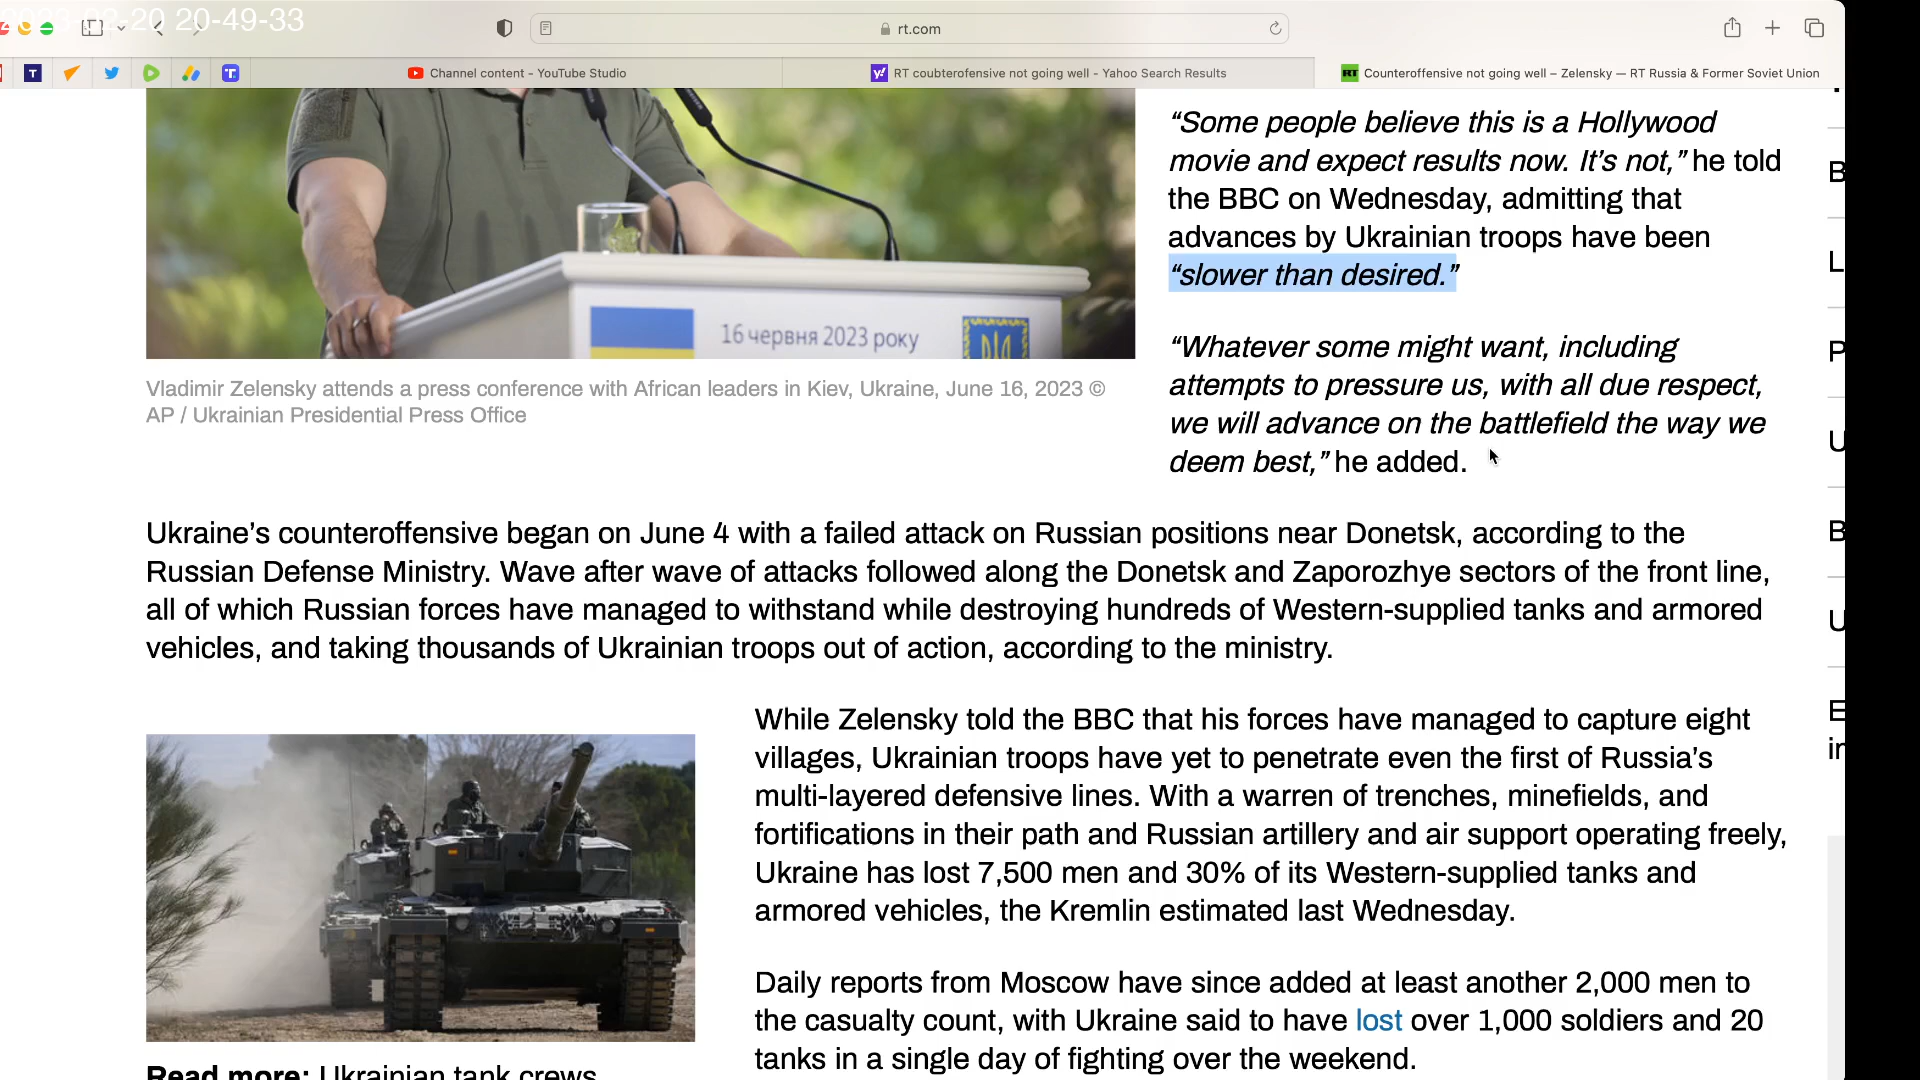 2023-02-20 20-49-33
rt.com
Channel content - YouTube Studio
RT coubterofensive not going well - Yahoo Search Results
RT
Counteroffensive not going well – Zelensky — RT Russia & Former Soviet Union
16 червня 2023 року
Vladimir Zelensky attends a press conference with African leaders in Kiev, Ukraine, June 16, 2023 ©
AP / Ukrainian Presidential Press Office
“Some people believe this is a Hollywood
movie and expect results now. It’s not,” he told
the BBC on Wednesday, admitting that
advances by Ukrainian troops have been
“slower than desired.”
“Whatever some might want, including
attempts to pressure us, with all due respect,
we will advance on the battlefield the way we
deem best,” he added.
Ukraine’s counteroffensive began on June 4 with a failed attack on Russian positions near Donetsk, according to the
Russian Defense Ministry. Wave after wave of attacks followed along the Donetsk and Zaporozhye sectors of the front line,
all of which Russian forces have managed to withstand while destroying hundreds of Western-supplied tanks and armored
vehicles, and taking thousands of Ukrainian troops out of action, according to the ministry.
While Zelensky told the BBC that his forces have managed to capture eight
villages, Ukrainian troops have yet to penetrate even the first of Russia’s
multi-layered defensive lines. With a warren of trenches, minefields, and
fortifications in their path and Russian artillery and air support operating freely,
Ukraine has lost 7,500 men and 30% of its Western-supplied tanks and
armored vehicles, the Kremlin estimated last Wednesday.
Daily reports from Moscow have since added at least another 2,000 men to
the casualty count, with Ukraine said to have lost over 1,000 soldiers and 20
tanks in a single day of fighting over the weekend.
Read more: Ukrainian tank crews